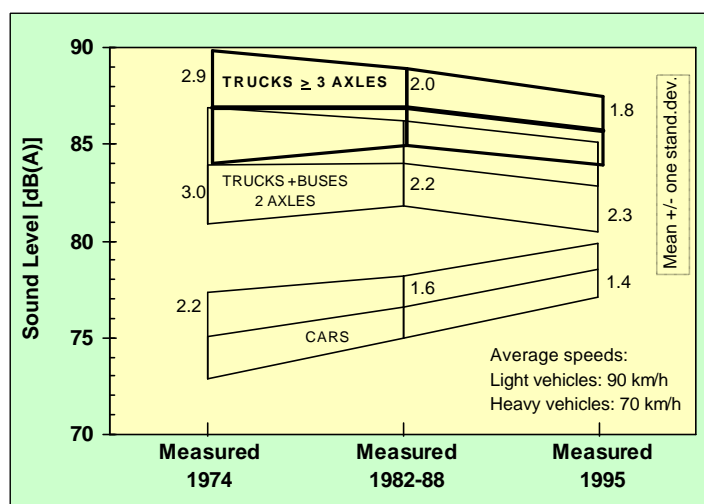 90
85
80
75
70
Sound Level [dB(A)]
2.9
TRUCKS ≥ 3 AXLES
2.0
1.8
3.0
TRUCKS +BUSES
2 AXLES
2.2
2.3
2.2
1.6
1.4
CARS
Mean +/- one stand.dev.
Average speeds:
Light vehicles: 90 km/h
Heavy vehicles: 70 km/h
Measured
1974
Measured
1982-88
Measured
1995